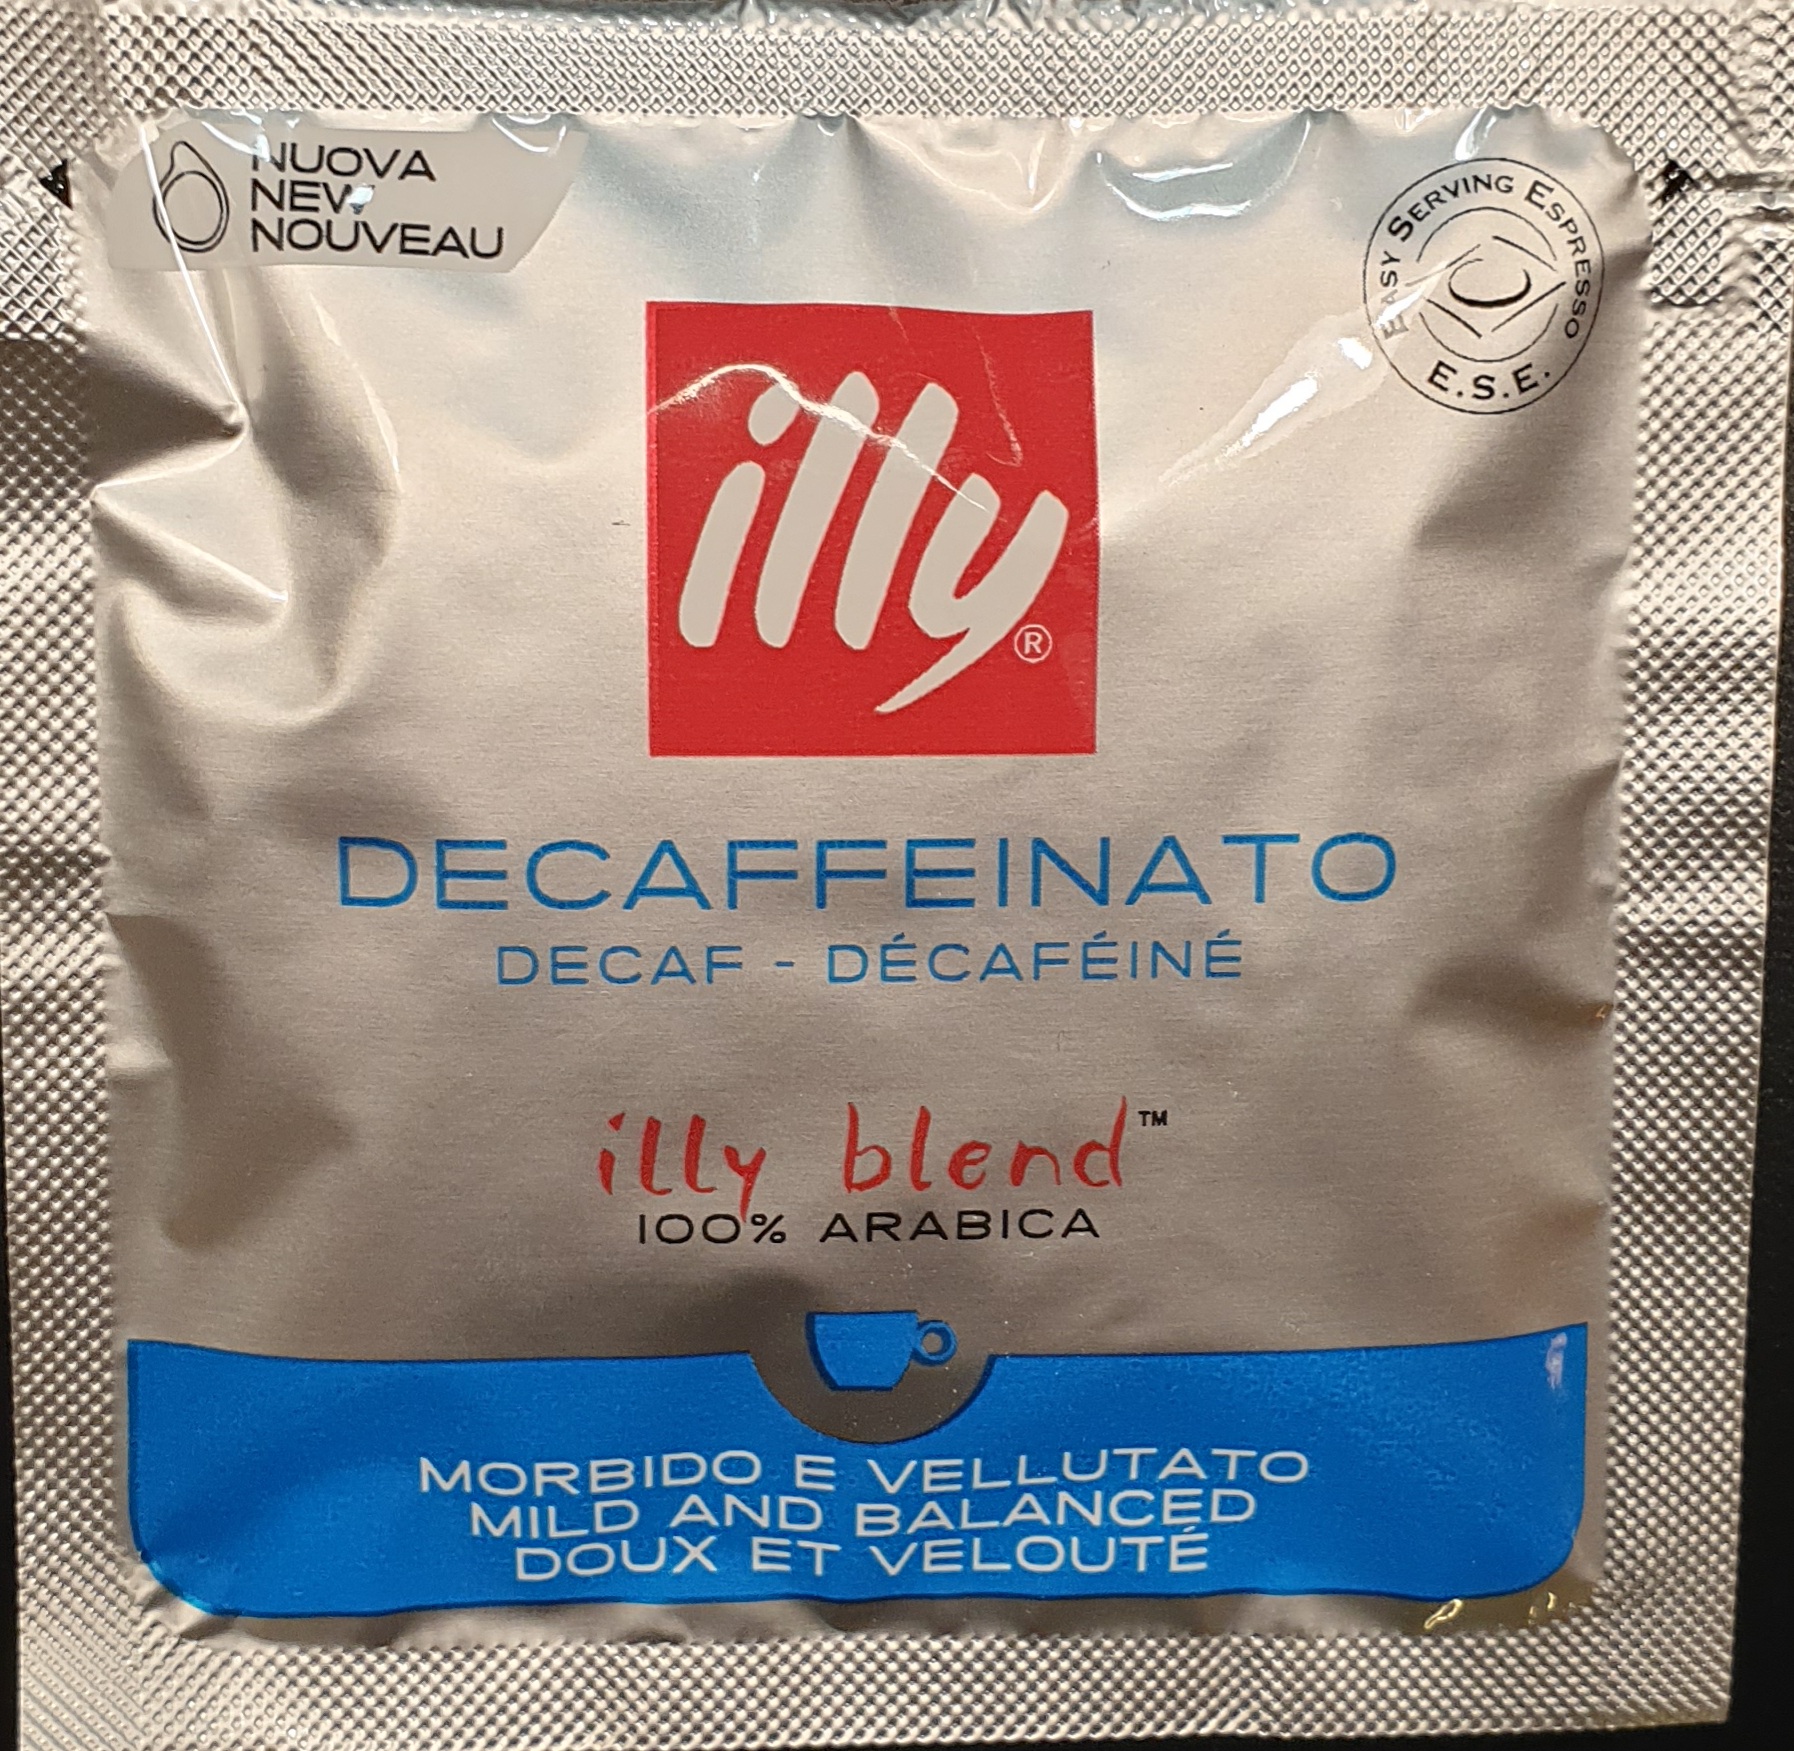 NUOVA
NEW
NOUVEAU
EASY SERVING ESPRESSO
E.S.E.
illy®
DECAFFEINATO
DECAF - DÉCAFÉINÉ
illy blend™
100% ARABICA
MORBIDO E VELLUTATO
MILD AND BALANCED
DOUX ET VELOUTÉ